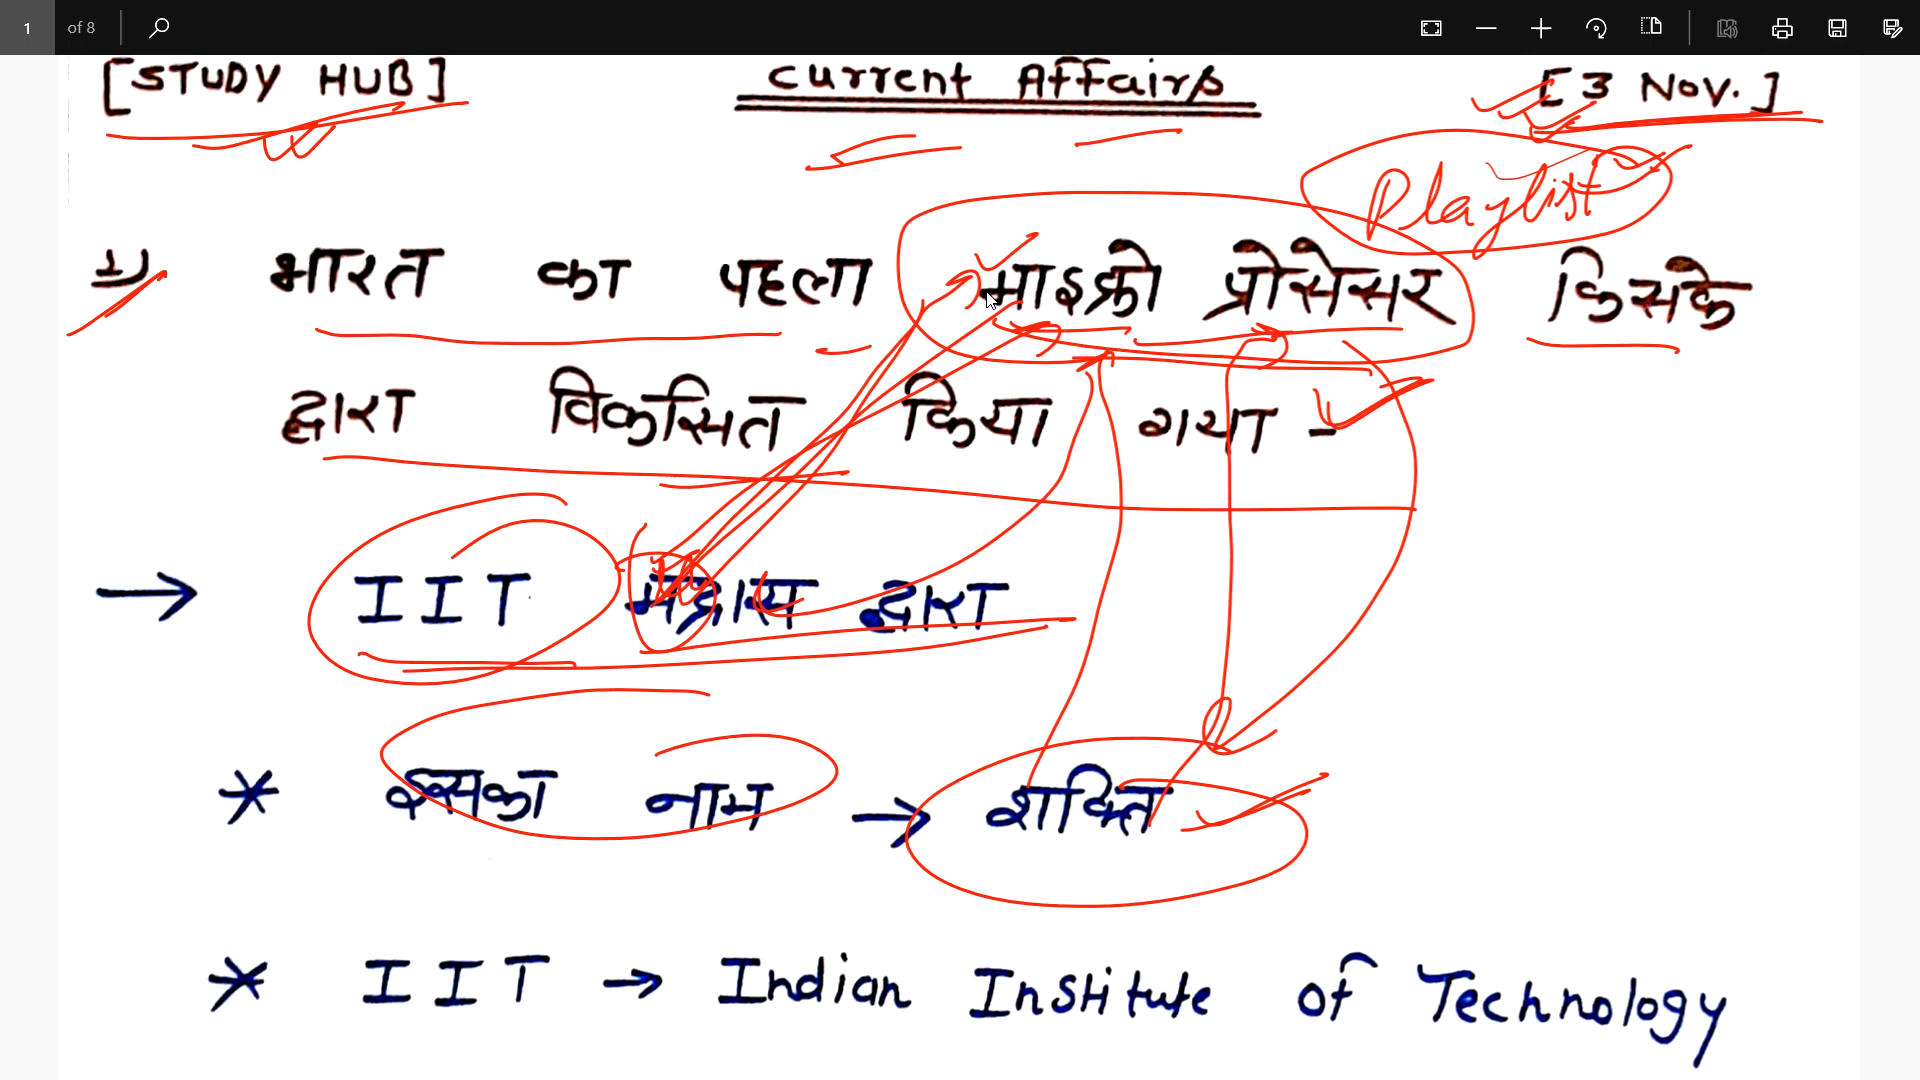 1 of 8
[STUDY HUB] Current Affairs [3 Nov.]
Playlist
1) भारत का पहला माइक्रो प्रोसेसर किसके
द्वारा विकसित किया गया -
→ IIT मद्रास द्वारा
* इसका नाम → शक्ति
* IIT → Indian Institute of Technology